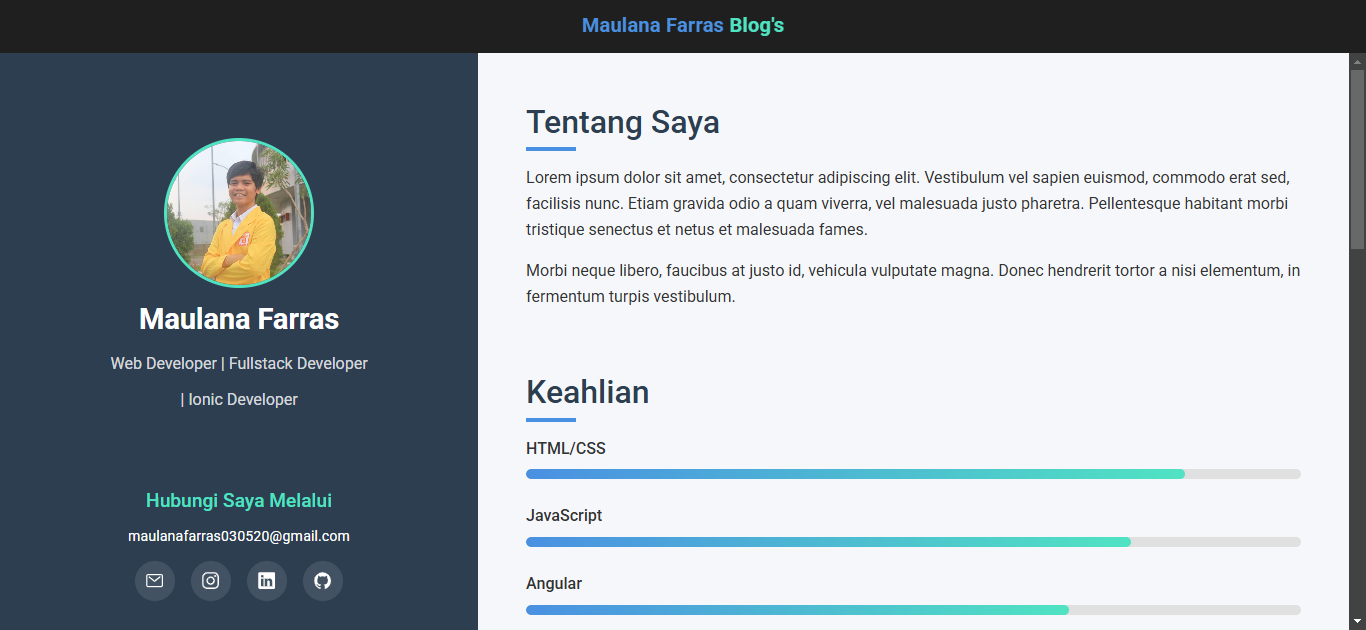 Maulana Farras Blog's
Maulana Farras
Web Developer | Fullstack Developer
| Ionic Developer
Hubungi Saya Melalui
maulanafarras030520@gmail.com
Tentang Saya
Lorem ipsum dolor sit amet, consectetur adipiscing elit. Vestibulum vel sapien euismod, commodo erat sed,
facilisis nunc. Etiam gravida odio a quam viverra, vel malesuada justo pharetra. Pellentesque habitant morbi
tristique senectus et netus et malesuada fames.
Morbi neque libero, faucibus at justo id, vehicula vulputate magna. Donec hendrerit tortor a nisi elementum, in
fermentum turpis vestibulum.
Keahlian
HTML/CSS
JavaScript
Angular